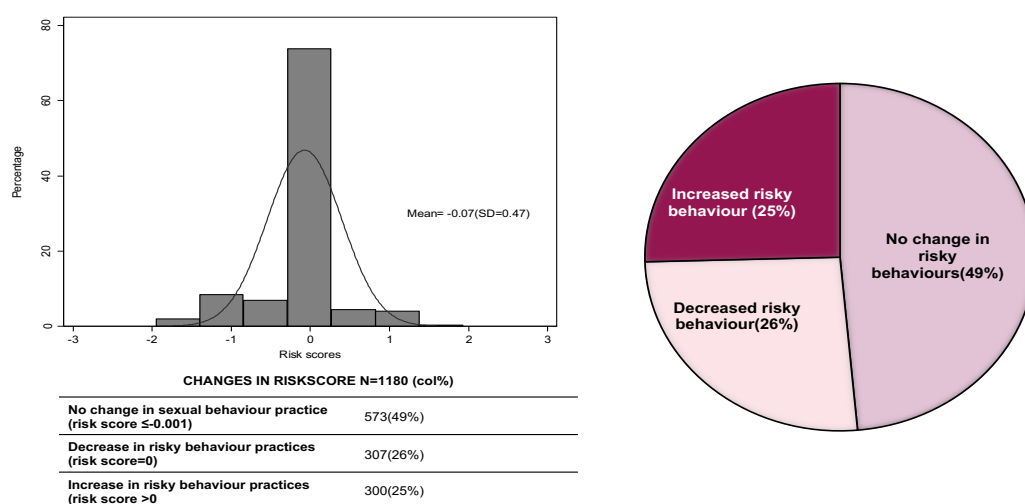 80
60
40
20
0
Percentage
Mean= -0.07(SD=0.47)
-3 -2 -1 0 1 2 3
Risk scores
CHANGES IN RISKSCORE N=1180 (col%)
No change in sexual behaviour practice
(risk score ≤-0.001)
573(49%)
Decrease in risky behaviour practices
(risk score=0)
307(26%)
Increase in risky behaviour practices
(risk score >0
300(25%)
Increased risky
behaviour (25%)
No change in
risky
behaviours(49%)
Decreased risky
behaviour(26%)